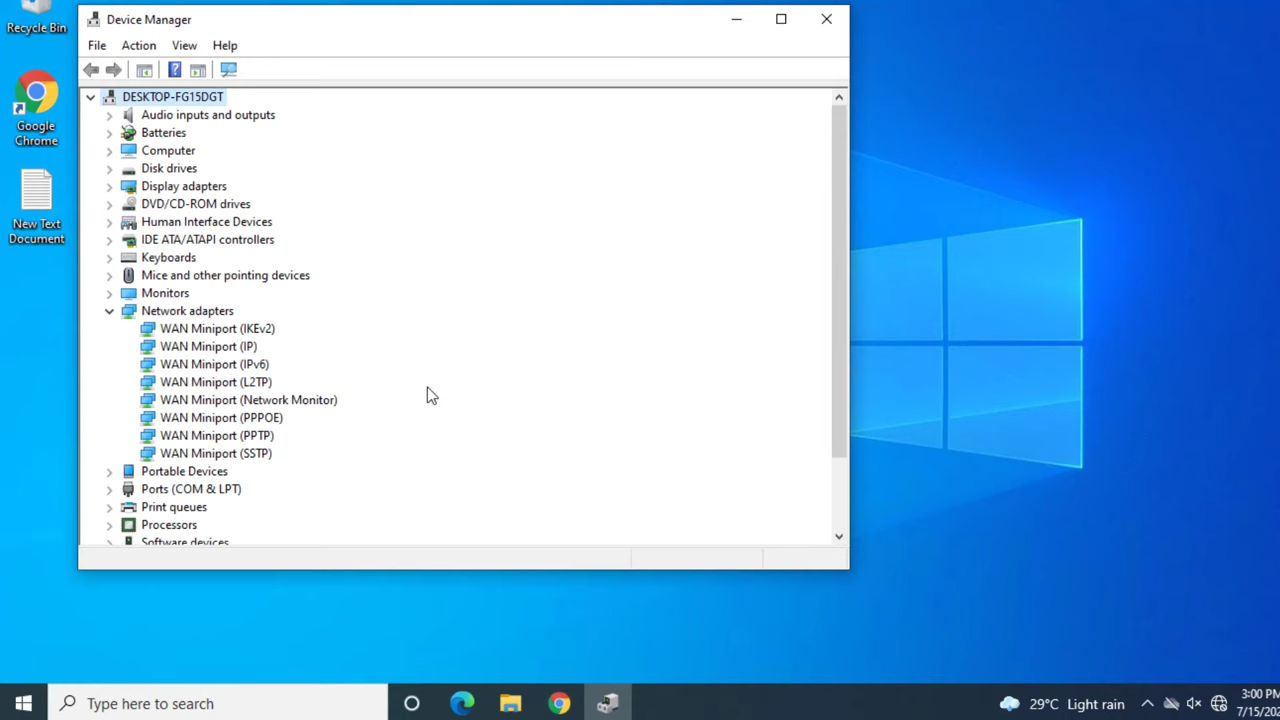 Recycle Bin
Google
Chrome
New Text
Document
Device Manager
File Action View Help
DESKTOP-FG15DGT
Audio inputs and outputs
Batteries
Computer
Disk drives
Display adapters
DVD/CD-ROM drives
Human Interface Devices
IDE ATA/ATAPI controllers
Keyboards
Mice and other pointing devices
Monitors
Network adapters
WAN Miniport (IKEv2)
WAN Miniport (IP)
WAN Miniport (IPv6)
WAN Miniport (L2TP)
WAN Miniport (Network Monitor)
WAN Miniport (PPPOE)
WAN Miniport (PPTP)
WAN Miniport (SSTP)
Portable Devices
Ports (COM & LPT)
Print queues
Processors
Software devices
Type here to search
29°C Light rain
3:00 PM